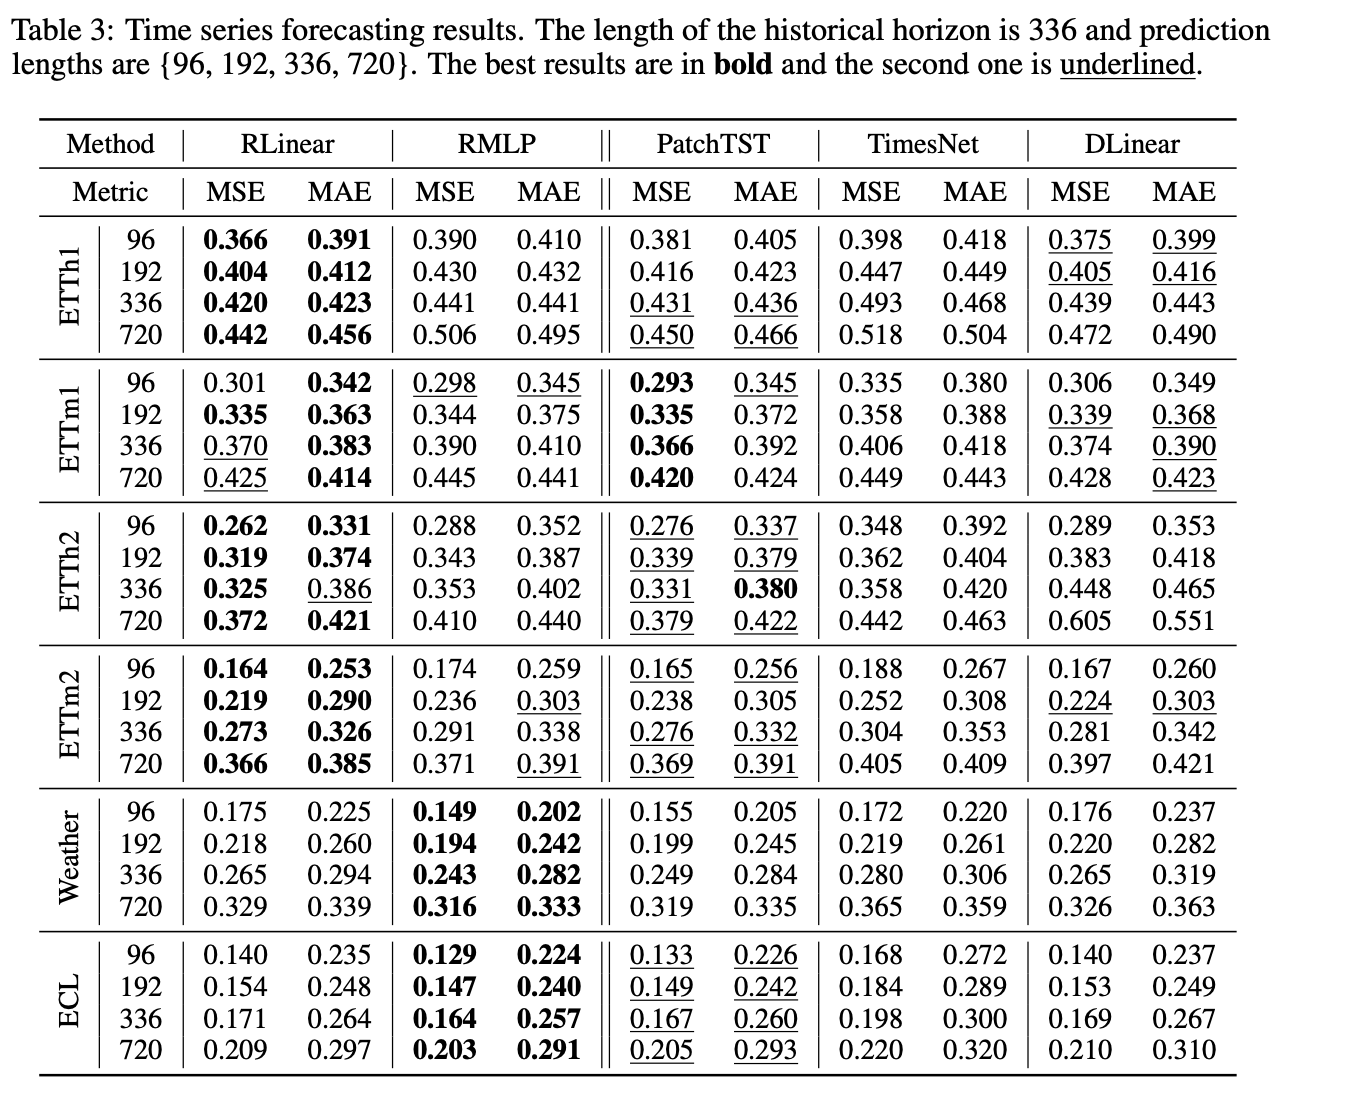 Table 3: Time series forecasting results. The length of the historical horizon is 336 and prediction
lengths are {96, 192, 336, 720}. The best results are in bold and the second one is underlined.
Method RLinear RMLP PatchTST TimesNet DLinear
Metric MSE MAE MSE MAE MSE MAE MSE MAE MSE MAE
ETTh1
96 0.366 0.391 0.390 0.410 0.381 0.405 0.398 0.418 0.375 0.399
192 0.404 0.412 0.430 0.432 0.416 0.423 0.447 0.449 0.405 0.416
336 0.420 0.423 0.441 0.441 0.431 0.436 0.493 0.468 0.439 0.443
720 0.442 0.456 0.506 0.495 0.450 0.466 0.518 0.504 0.472 0.490
ETTm1
96 0.301 0.342 0.298 0.345 0.293 0.345 0.335 0.380 0.306 0.349
192 0.335 0.363 0.344 0.375 0.335 0.372 0.358 0.388 0.339 0.368
336 0.370 0.383 0.390 0.410 0.366 0.392 0.406 0.418 0.374 0.390
720 0.425 0.414 0.445 0.441 0.420 0.424 0.449 0.443 0.428 0.423
ETTh2
96 0.262 0.331 0.288 0.352 0.276 0.337 0.348 0.392 0.289 0.353
192 0.319 0.374 0.343 0.387 0.339 0.379 0.362 0.404 0.383 0.418
336 0.325 0.386 0.353 0.402 0.331 0.380 0.358 0.420 0.448 0.465
720 0.372 0.421 0.410 0.440 0.379 0.422 0.442 0.463 0.605 0.551
ETTm2
96 0.164 0.253 0.174 0.259 0.165 0.256 0.188 0.267 0.167 0.260
192 0.219 0.290 0.236 0.303 0.238 0.305 0.252 0.308 0.224 0.303
336 0.273 0.326 0.291 0.338 0.276 0.332 0.304 0.353 0.281 0.342
720 0.366 0.385 0.371 0.391 0.369 0.391 0.405 0.409 0.397 0.421
Weather
96 0.175 0.225 0.149 0.202 0.155 0.205 0.172 0.220 0.176 0.237
192 0.218 0.260 0.194 0.242 0.199 0.245 0.219 0.261 0.220 0.282
336 0.265 0.294 0.243 0.282 0.249 0.284 0.280 0.306 0.265 0.319
720 0.329 0.339 0.316 0.333 0.319 0.335 0.365 0.359 0.326 0.363
ECL
96 0.140 0.235 0.129 0.224 0.133 0.226 0.168 0.272 0.140 0.237
192 0.154 0.248 0.147 0.240 0.149 0.242 0.184 0.289 0.153 0.249
336 0.171 0.264 0.164 0.257 0.167 0.260 0.198 0.300 0.169 0.267
720 0.209 0.297 0.203 0.291 0.205 0.293 0.220 0.320 0.210 0.310